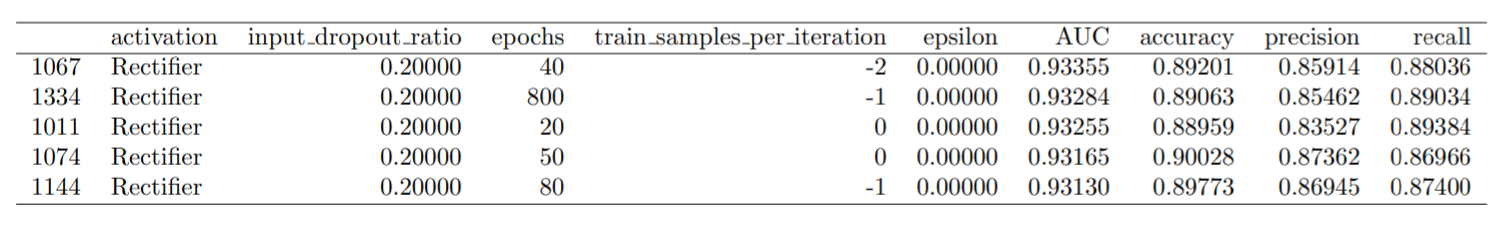 activation input_dropout_ratio epochs train_samples_per_iteration epsilon AUC accuracy precision recall
1067 Rectifier 0.20000 40 -2 0.00000 0.93355 0.89201 0.85914 0.88036
1334 Rectifier 0.20000 800 -1 0.00000 0.93284 0.89063 0.85462 0.89034
1011 Rectifier 0.20000 20 0 0.00000 0.93255 0.88959 0.83527 0.89384
1074 Rectifier 0.20000 50 0 0.00000 0.93165 0.90028 0.87362 0.86966
1144 Rectifier 0.20000 80 -1 0.00000 0.93130 0.89773 0.86945 0.87400